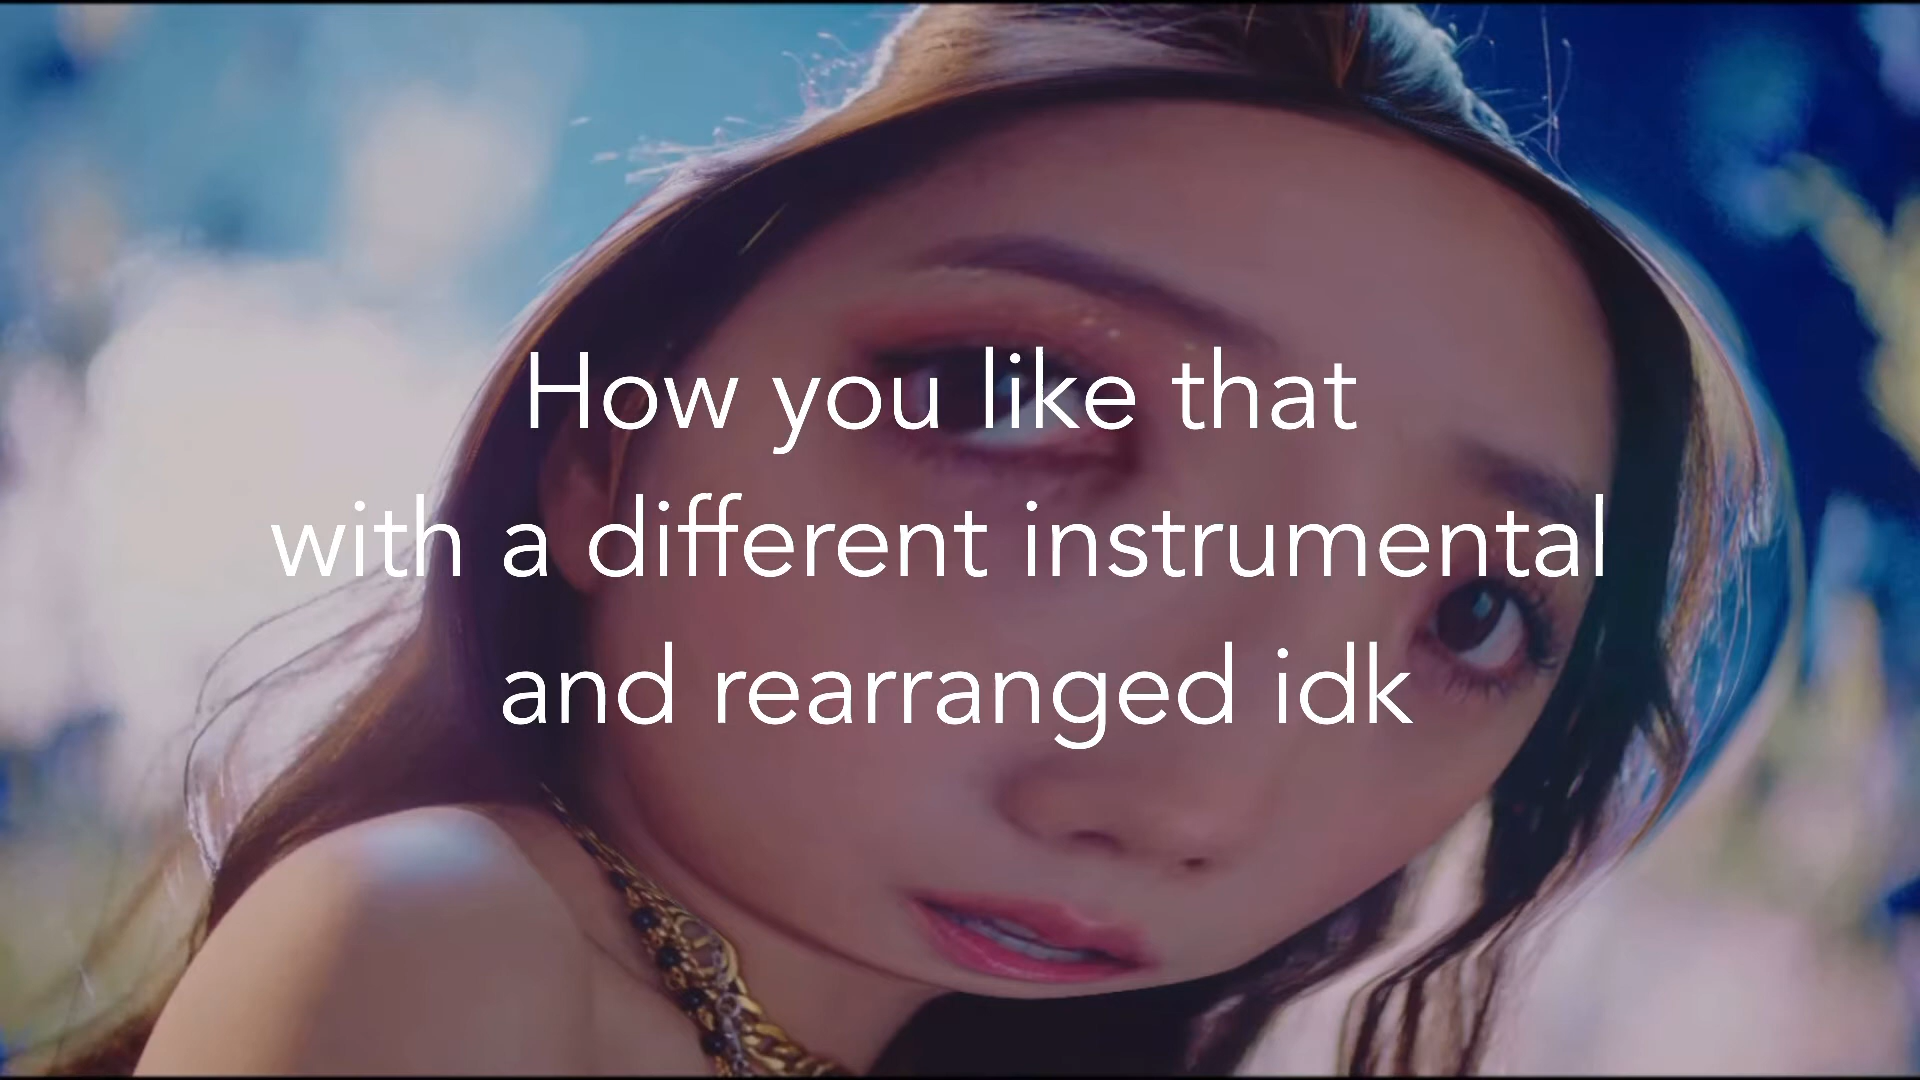 How you like that
with a different instrumental
and rearranged idk